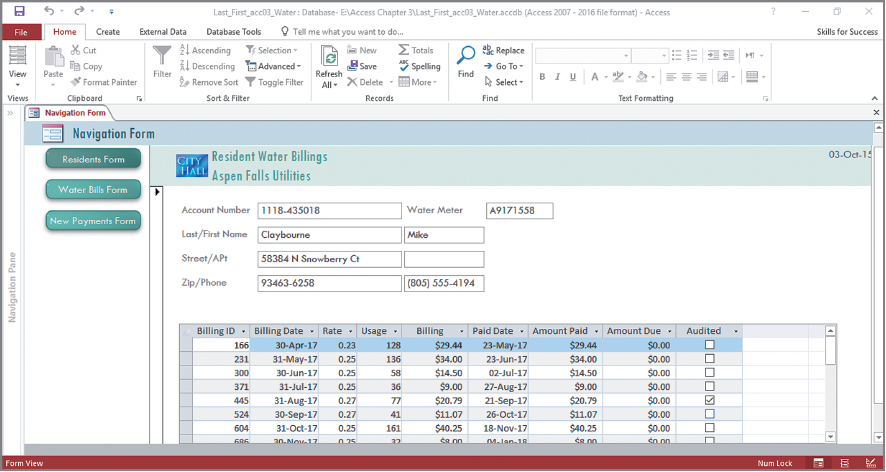 Last_First_acc03_Water : Database- E:\Access Chapter 3\Last_First_acc03_Water.accdb (Access 2007 - 2016 file format) - Access
File Home Create External Data Database Tools Tell me what you want to do... Skills for Success
View
Views
Paste
Cut
Copy
Format Painter
Clipboard
Filter
Ascending
Descending
Remove Sort
Selection
Advanced
Toggle Filter
Sort & Filter
Refresh
All
New
Save
Delete
Totals
Spelling
More
Records
Find
Replace
Go To
Select
Find
B I U A
Text Formatting
Navigation Form
Navigation Form
Navigation Pane
Residents Form
Water Bills Form
New Payments Form
CITY
HALL
Resident Water Billings
Aspen Falls Utilities
03-Oct-15
Account Number 1118-435018 Water Meter A9171558
Last/First Name Claybourne Mike
Street/APt 58384 N Snowberry Ct
Zip/Phone 93463-6258 (805) 555-4194
Billing ID Billing Date Rate Usage Billing Paid Date Amount Paid Amount Due Audited
166 30-Apr-17 0.23 128 $29.44 23-May-17 $29.44 $0.00
231 31-May-17 0.25 136 $34.00 23-Jun-17 $34.00 $0.00
300 30-Jun-17 0.25 58 $14.50 02-Jul-17 $14.50 $0.00
371 31-Jul-17 0.25 36 $9.00 27-Aug-17 $9.00 $0.00
445 31-Aug-17 0.27 77 $20.79 21-Sep-17 $20.79 $0.00
524 30-Sep-17 0.27 41 $11.07 26-Oct-17 $11.07 $0.00
604 31-Oct-17 0.25 161 $40.25 18-Nov-17 $40.25 $0.00
686 30-Nov-17 0.25 32 $8.00 04-Jan-18 $8.00 $0.00
Form View Num Lock